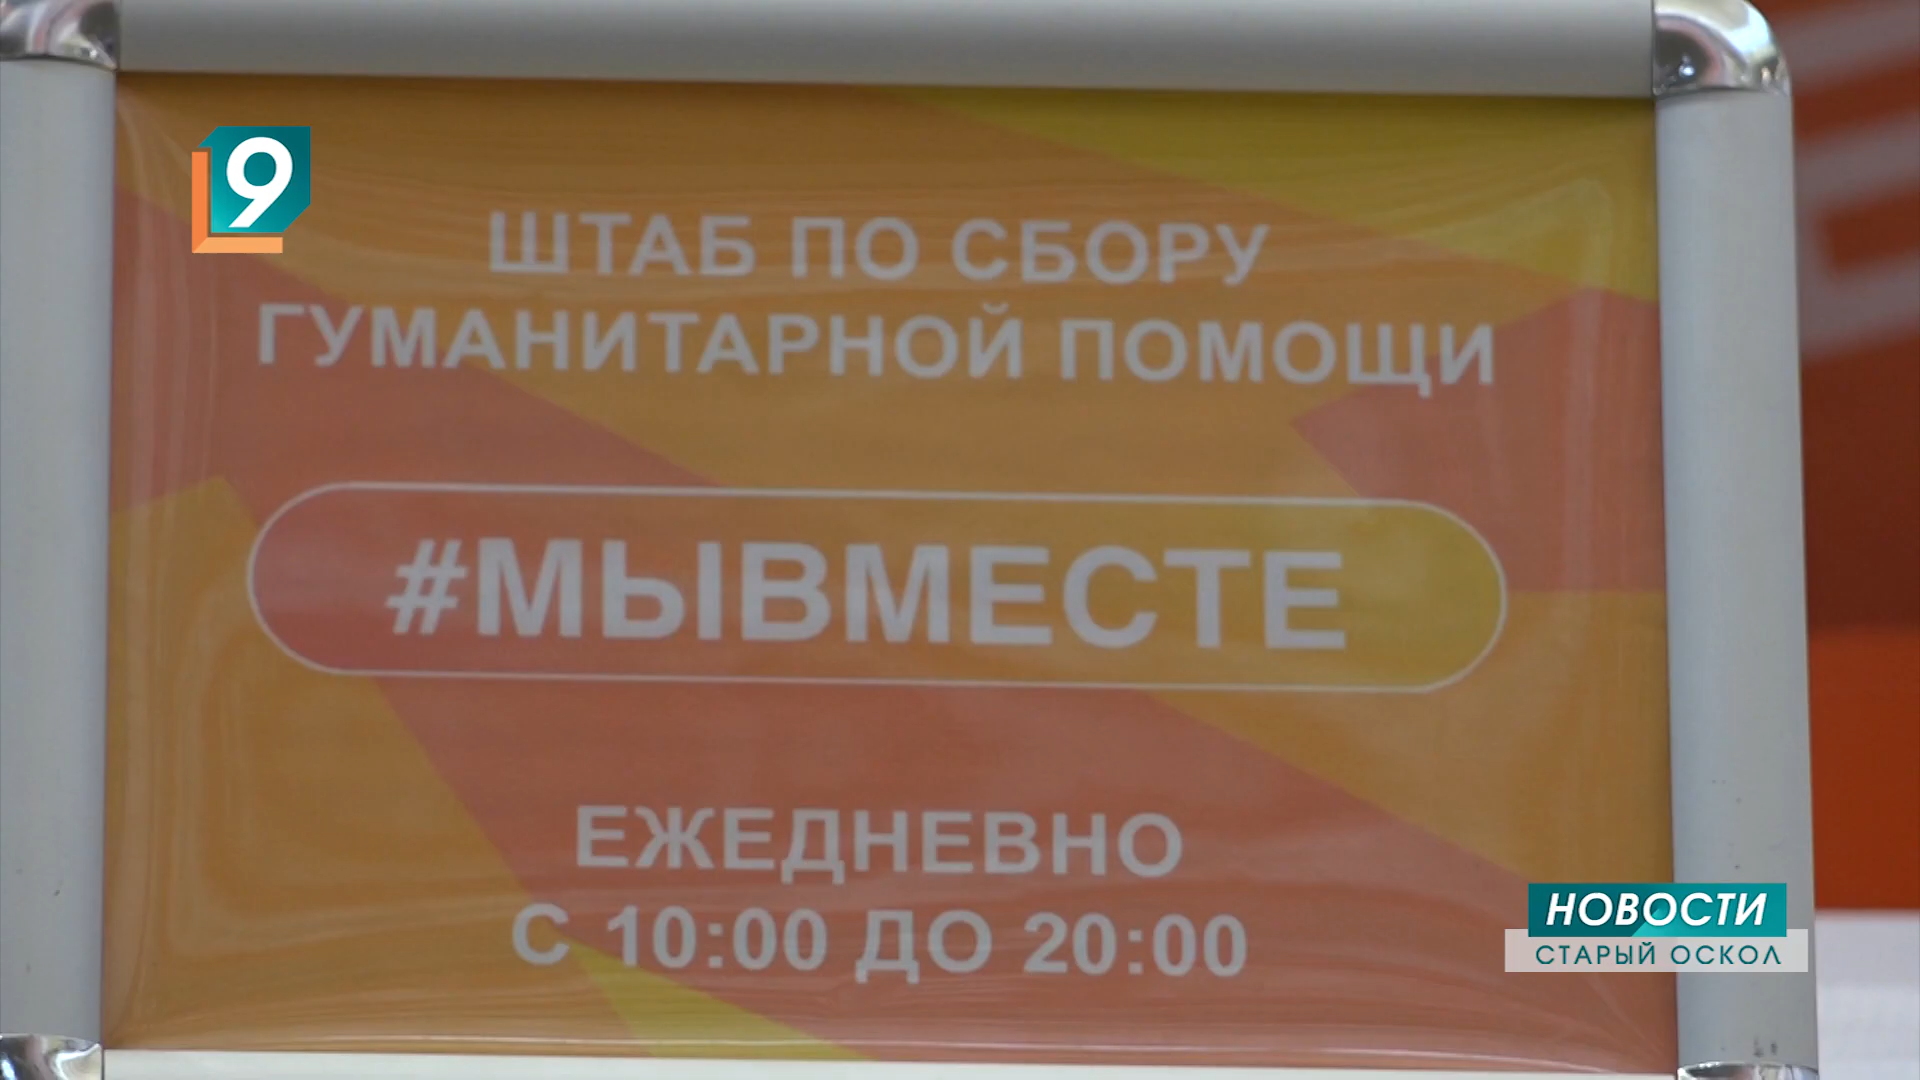 9
ШТАБ ПО СБОРУ
ГУМАНИТАРНОЙ ПОМОЩИ
#МЫВМЕСТЕ
ЕЖЕДНЕВНО
С 10:00 ДО 20:00
НОВОСТИ
СТАРЫЙ ОСКОЛ